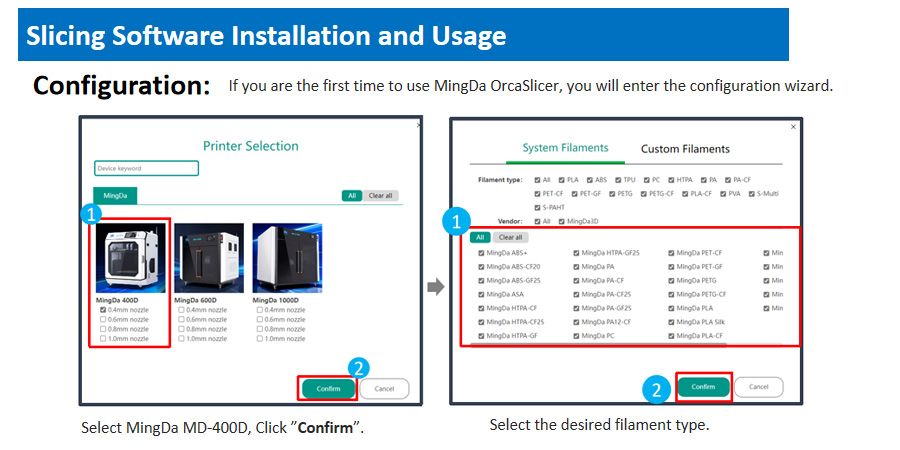 Slicing Software Installation and Usage
Configuration: If you are the first time to use MingDa OrcaSlicer, you will enter the configuration wizard.
Printer Selection
Device keyword
MingDa
All Clear all
1
MingDa 400D MingDa 600D MingDa 1000D
0.4mm nozzle 0.4mm nozzle 0.4mm nozzle
0.6mm nozzle 0.6mm nozzle 0.6mm nozzle
0.8mm nozzle 0.8mm nozzle 0.8mm nozzle
1.0mm nozzle 1.0mm nozzle 1.0mm nozzle
2
Confirm Cancel
Select MingDa MD-400D, Click ”Confirm”.
System Filaments Custom Filaments
Filament type: All PLA ABS TPU PC HTPA PA PA-CF
PET-CF PET-GF PETG PETG-CF PLA-CF PVA S-Multi
S-PAHT
Vendor: All MingDa3D
1
All Clear all
MingDa ABS+ MingDa HTPA-GF25 MingDa PET-CF Min
MingDa ABS-CF20 MingDa PA MingDa PET-GF Min
MingDa ABS-GF25 MingDa PA-CF MingDa PETG Min
MingDa ASA MingDa PA-CF25 MingDa PETG-CF Min
MingDa HTPA-CF MingDa PA-GF25 MingDa PLA Min
MingDa HTPA-CF25 MingDa PA12-CF MingDa PLA Silk
MingDa HTPA-GF MingDa PC MingDa PLA-CF
2
Confirm Cancel
Select the desired filament type.